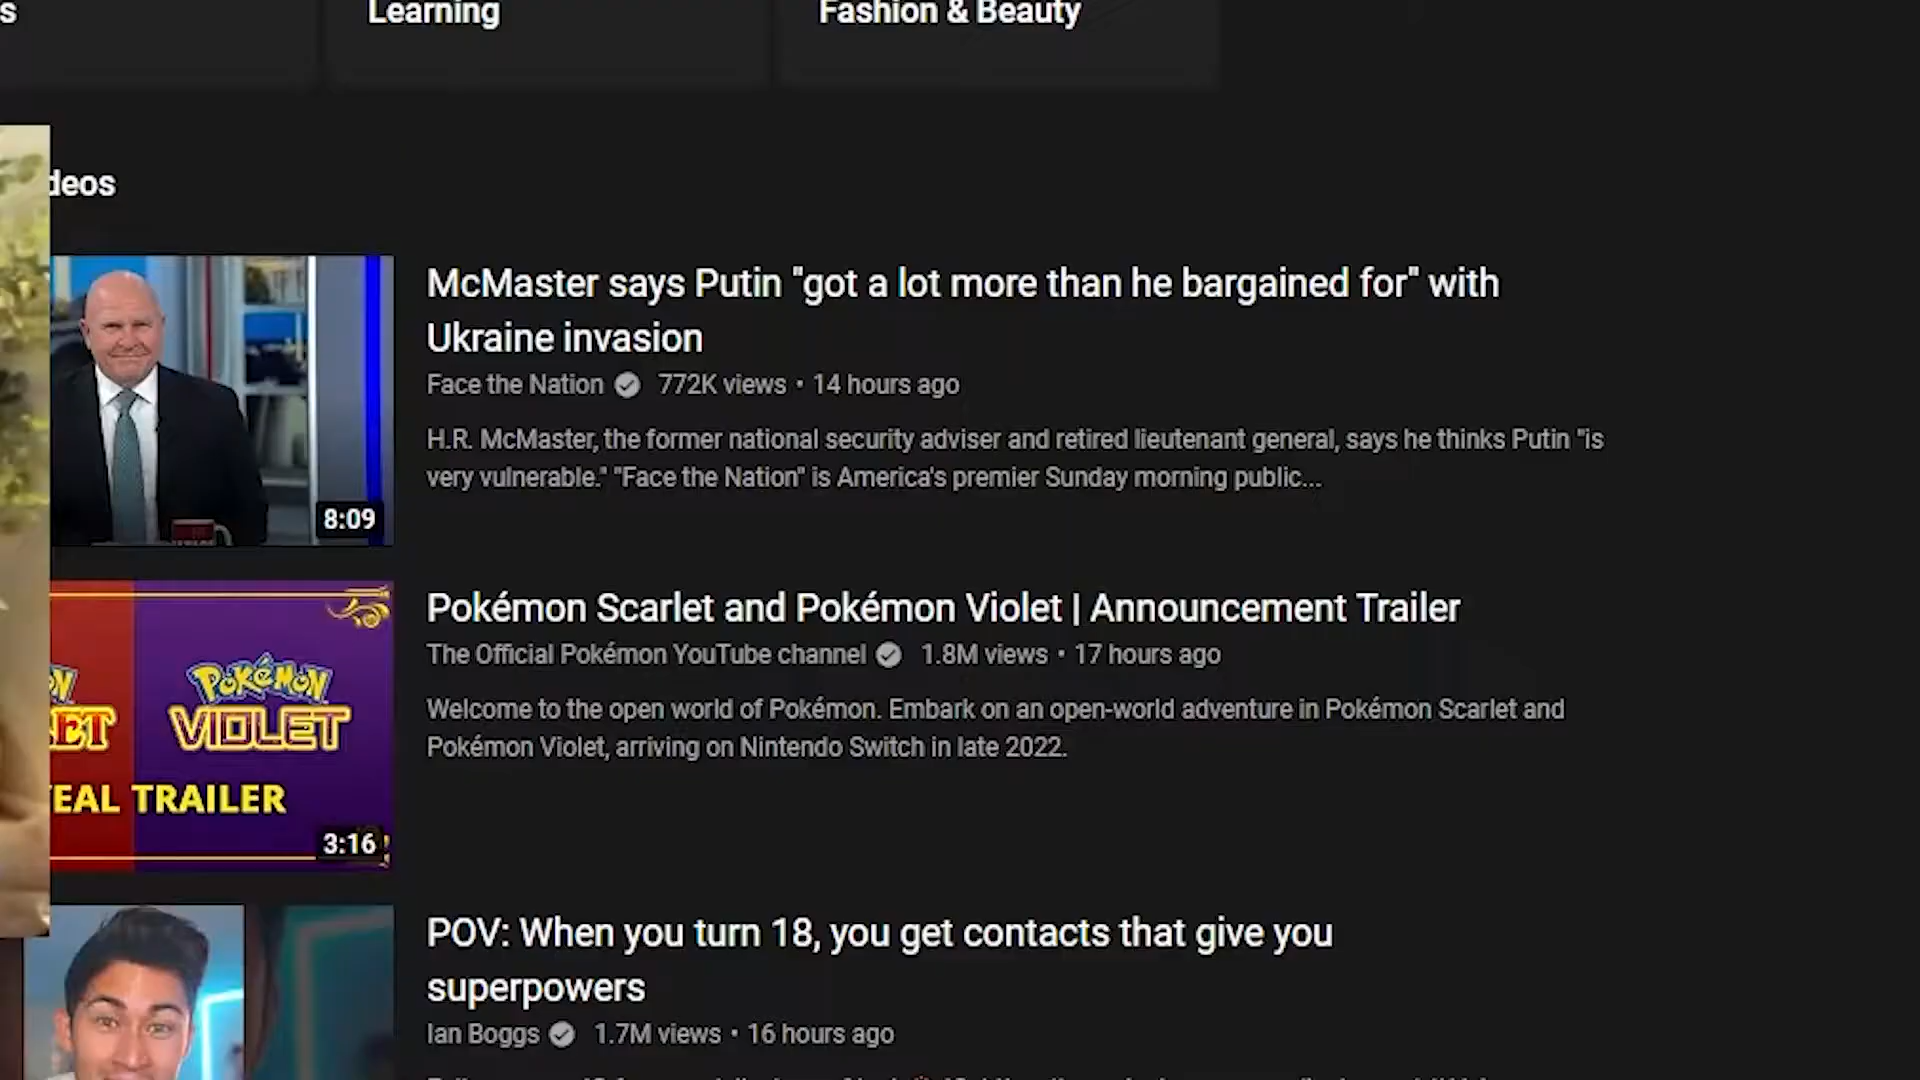 s
Learning
Fashion & Beauty
deos
McMaster says Putin "got a lot more than he bargained for" with
Ukraine invasion
Face the Nation 772K views • 14 hours ago
H.R. McMaster, the former national security adviser and retired lieutenant general, says he thinks Putin "is
very vulnerable." "Face the Nation" is America's premier Sunday morning public...
8:09
Pokémon Scarlet and Pokémon Violet | Announcement Trailer
The Official Pokémon YouTube channel 1.8M views • 17 hours ago
Welcome to the open world of Pokémon. Embark on an open-world adventure in Pokémon Scarlet and
Pokémon Violet, arriving on Nintendo Switch in late 2022.
ON
ET
POKéMON
VIOLET
EAL TRAILER
3:16
POV: When you turn 18, you get contacts that give you
superpowers
Ian Boggs 1.7M views • 16 hours ago